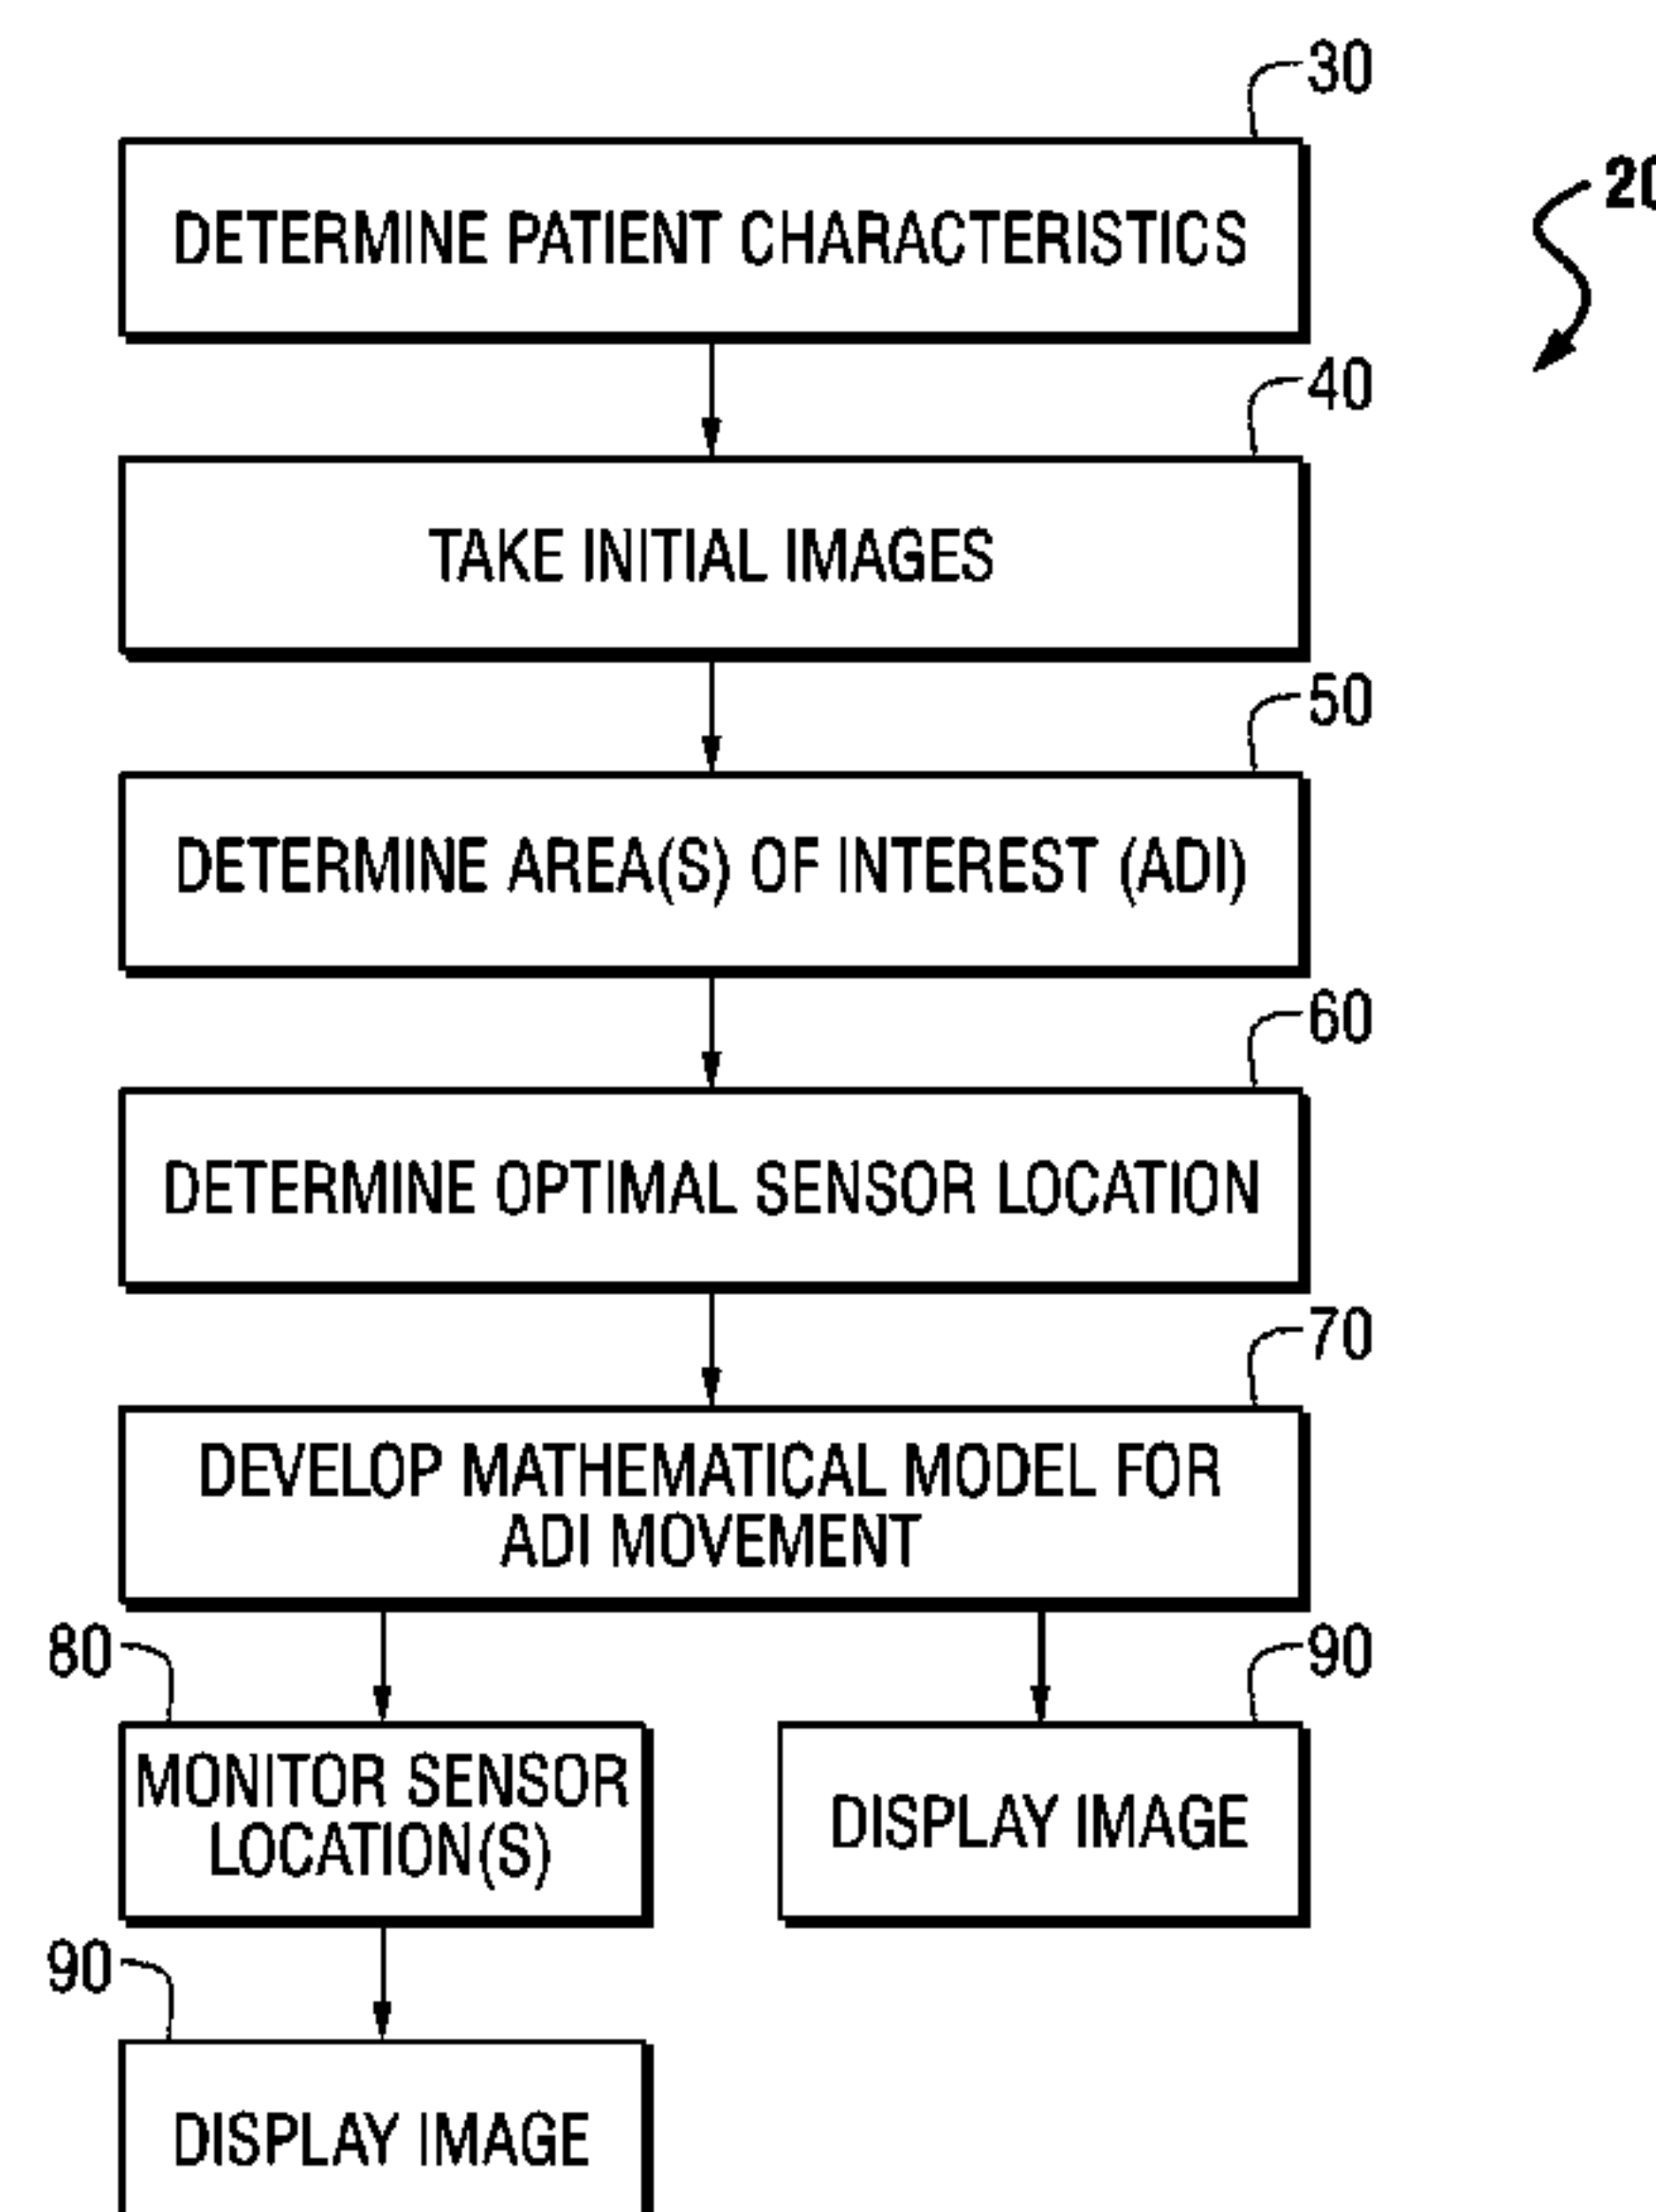 30
DETERMINE PATIENT CHARACTERISTICS
20
40
TAKE INITIAL IMAGES
50
DETERMINE AREA(S) OF INTEREST (ADI)
60
DETERMINE OPTIMAL SENSOR LOCATION
70
DEVELOP MATHEMATICAL MODEL FOR
ADI MOVEMENT
80
90
MONITOR SENSOR
LOCATION(S)
DISPLAY IMAGE
90
DISPLAY IMAGE